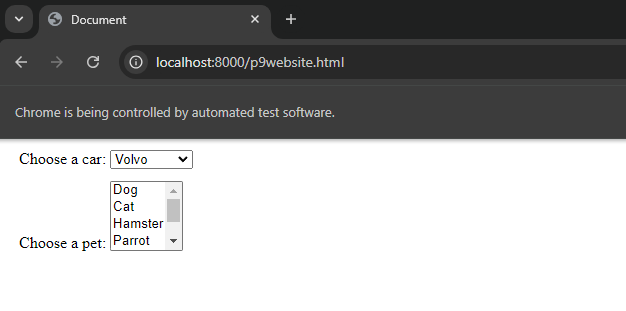 Document
localhost:8000/p9website.html
Chrome is being controlled by automated test software.
Choose a car: Volvo
Dog
Cat
Hamster
Choose a pet: Parrot